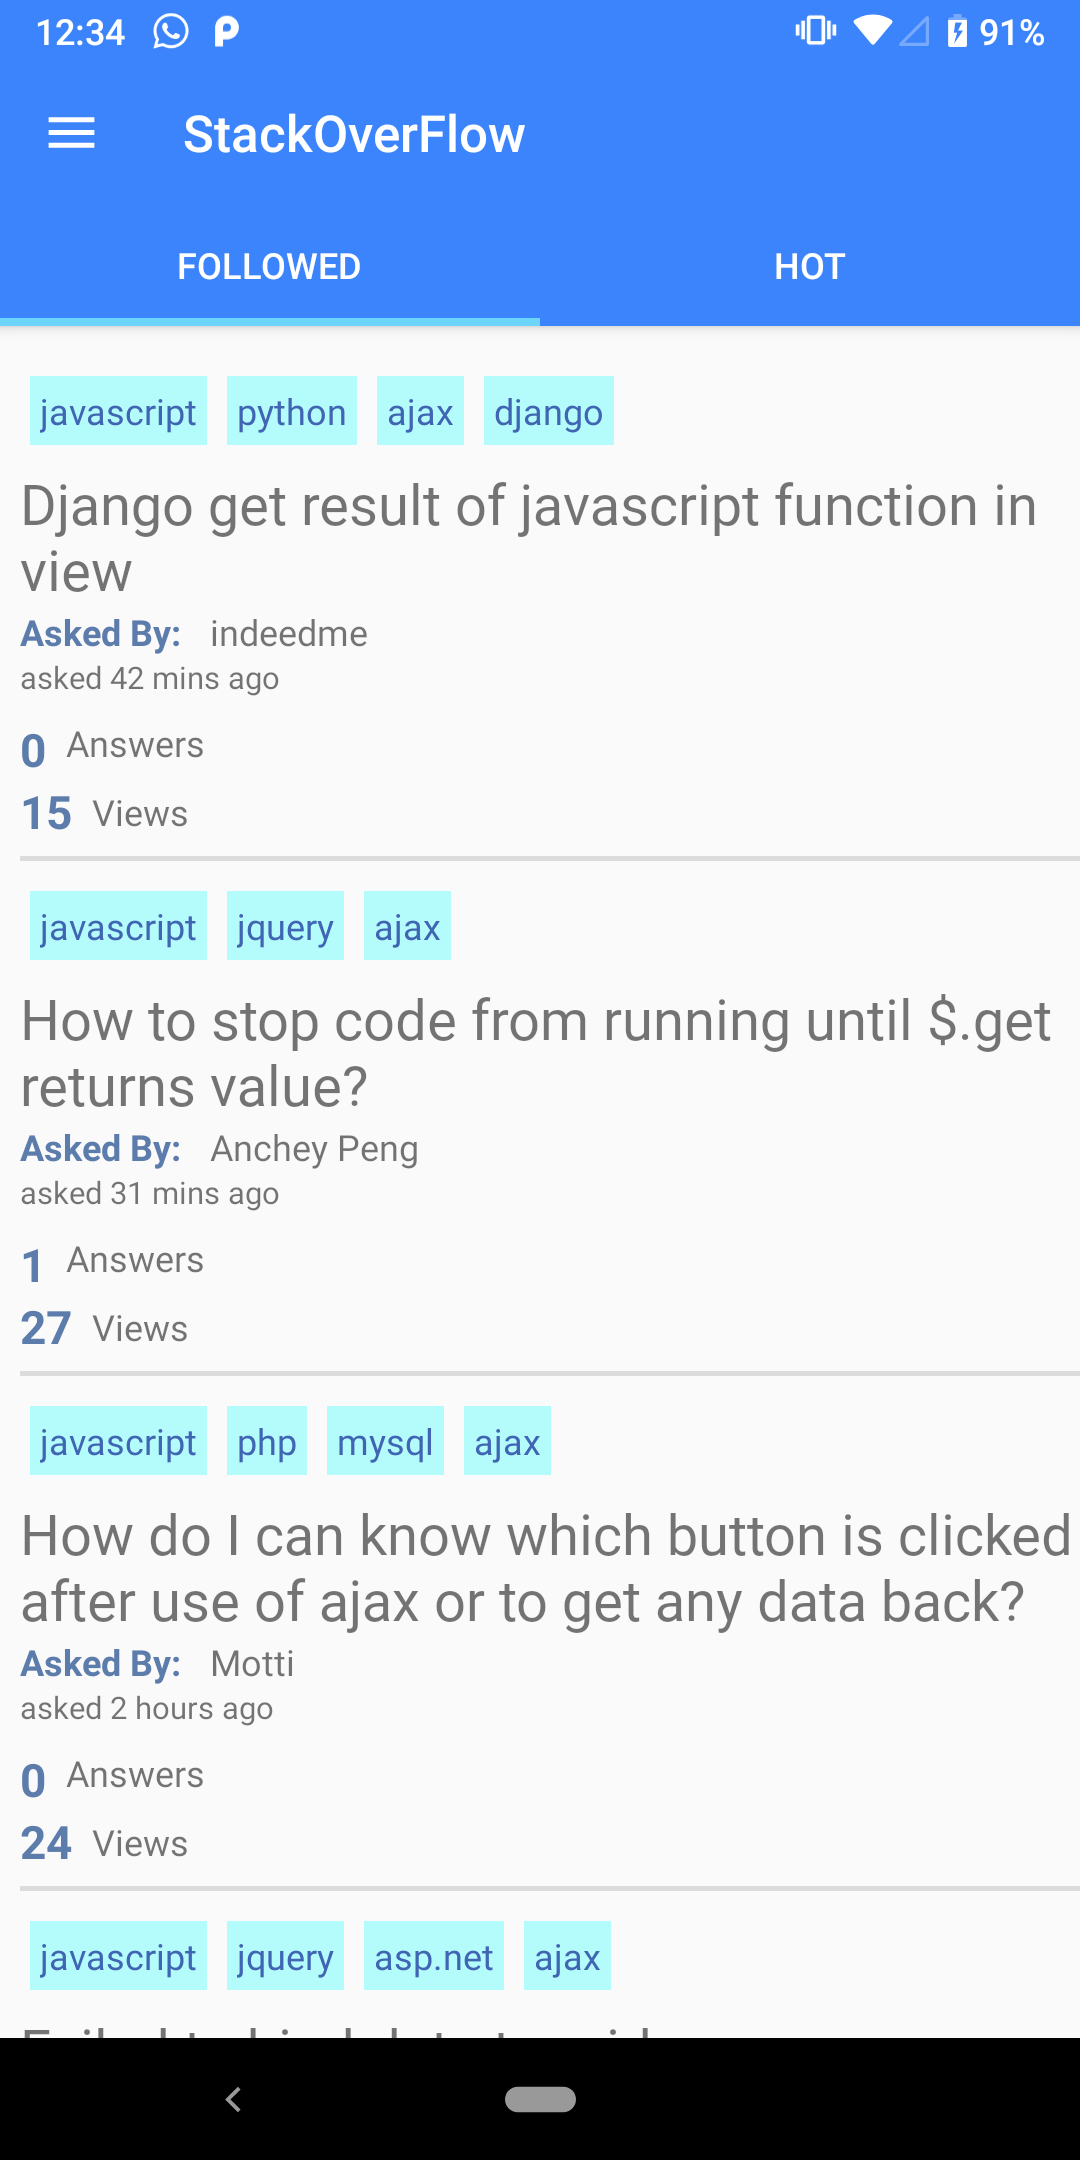 12:34 91%
StackOverFlow
FOLLOWED HOT
javascript python ajax django
Django get result of javascript function in
view
Asked By: indeedme
asked 42 mins ago
0 Answers
15 Views
javascript jquery ajax
How to stop code from running until $.get
returns value?
Asked By: Anchey Peng
asked 31 mins ago
1 Answers
27 Views
javascript php mysql ajax
How do I can know which button is clicked
after use of ajax or to get any data back?
Asked By: Motti
asked 2 hours ago
0 Answers
24 Views
javascript jquery asp.net ajax